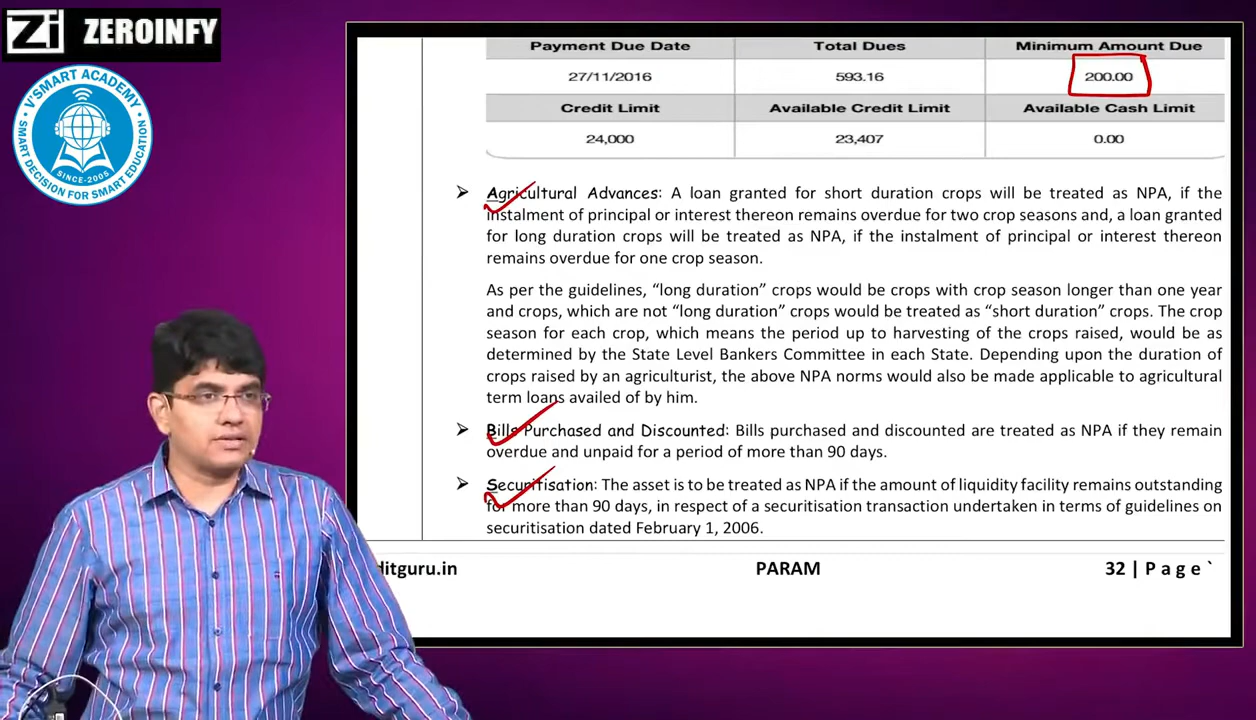 Zi ZEROINFY
V'SMART ACADEMY
SINCE-2005
SMART DECISION FOR SMART EDUCATION
Payment Due Date Total Dues Minimum Amount Due
27/11/2016 593.16 200.00
Credit Limit Available Credit Limit Available Cash Limit
24,000 23,407 0.00
➢ Agricultural Advances: A loan granted for short duration crops will be treated as NPA, if the
instalment of principal or interest thereon remains overdue for two crop seasons and, a loan granted
for long duration crops will be treated as NPA, if the instalment of principal or interest thereon
remains overdue for one crop season.
As per the guidelines, “long duration” crops would be crops with crop season longer than one year
and crops, which are not “long duration” crops would be treated as “short duration” crops. The crop
season for each crop, which means the period up to harvesting of the crops raised, would be as
determined by the State Level Bankers Committee in each State. Depending upon the duration of
crops raised by an agriculturist, the above NPA norms would also be made applicable to agricultural
term loans availed of by him.
➢ Bills Purchased and Discounted: Bills purchased and discounted are treated as NPA if they remain
overdue and unpaid for a period of more than 90 days.
➢ Securitisation: The asset is to be treated as NPA if the amount of liquidity facility remains outstanding
for more than 90 days, in respect of a securitisation transaction undertaken in terms of guidelines on
securitisation dated February 1, 2006.
ditguru.in PARAM 32 | P a g e `